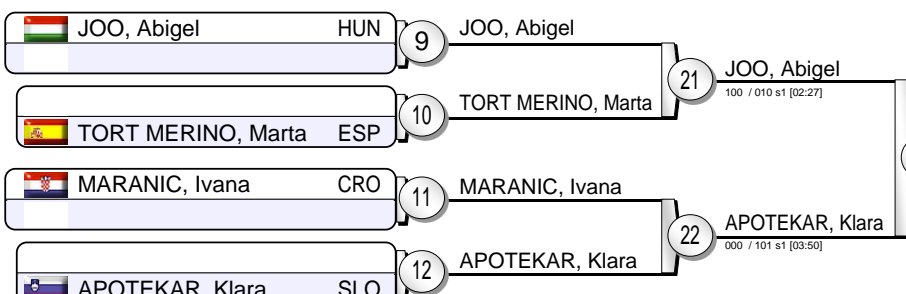 JOO, Abigel HUN
9
JOO, Abigel
TORT MERINO, Marta ESP
10
TORT MERINO, Marta
21
JOO, Abigel
100 / 010 s1 [02:27]
MARANIC, Ivana CRO
11
MARANIC, Ivana
APOTEKAR, Klara SLO
12
APOTEKAR, Klara
22
APOTEKAR, Klara
000 / 101 s1 [03:50]